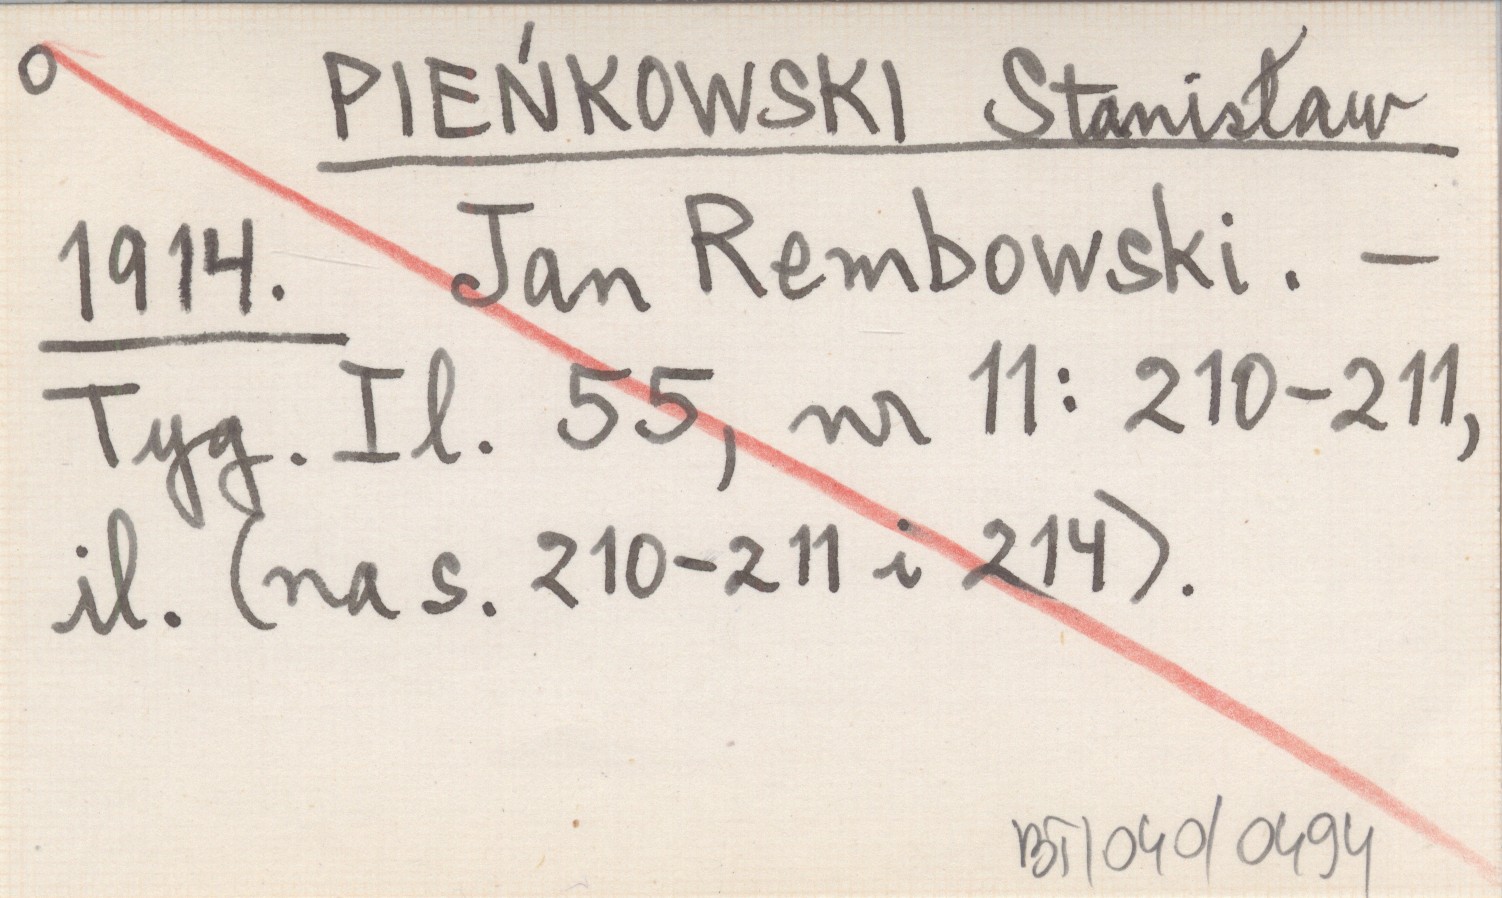 O PIEŃKOWSKI Stanisław
1914. Jan Rembowski. —
Tyg. Il. 55, nr 11: 210-211,
il. (na s. 210-211 i 214).
BT/040/0494